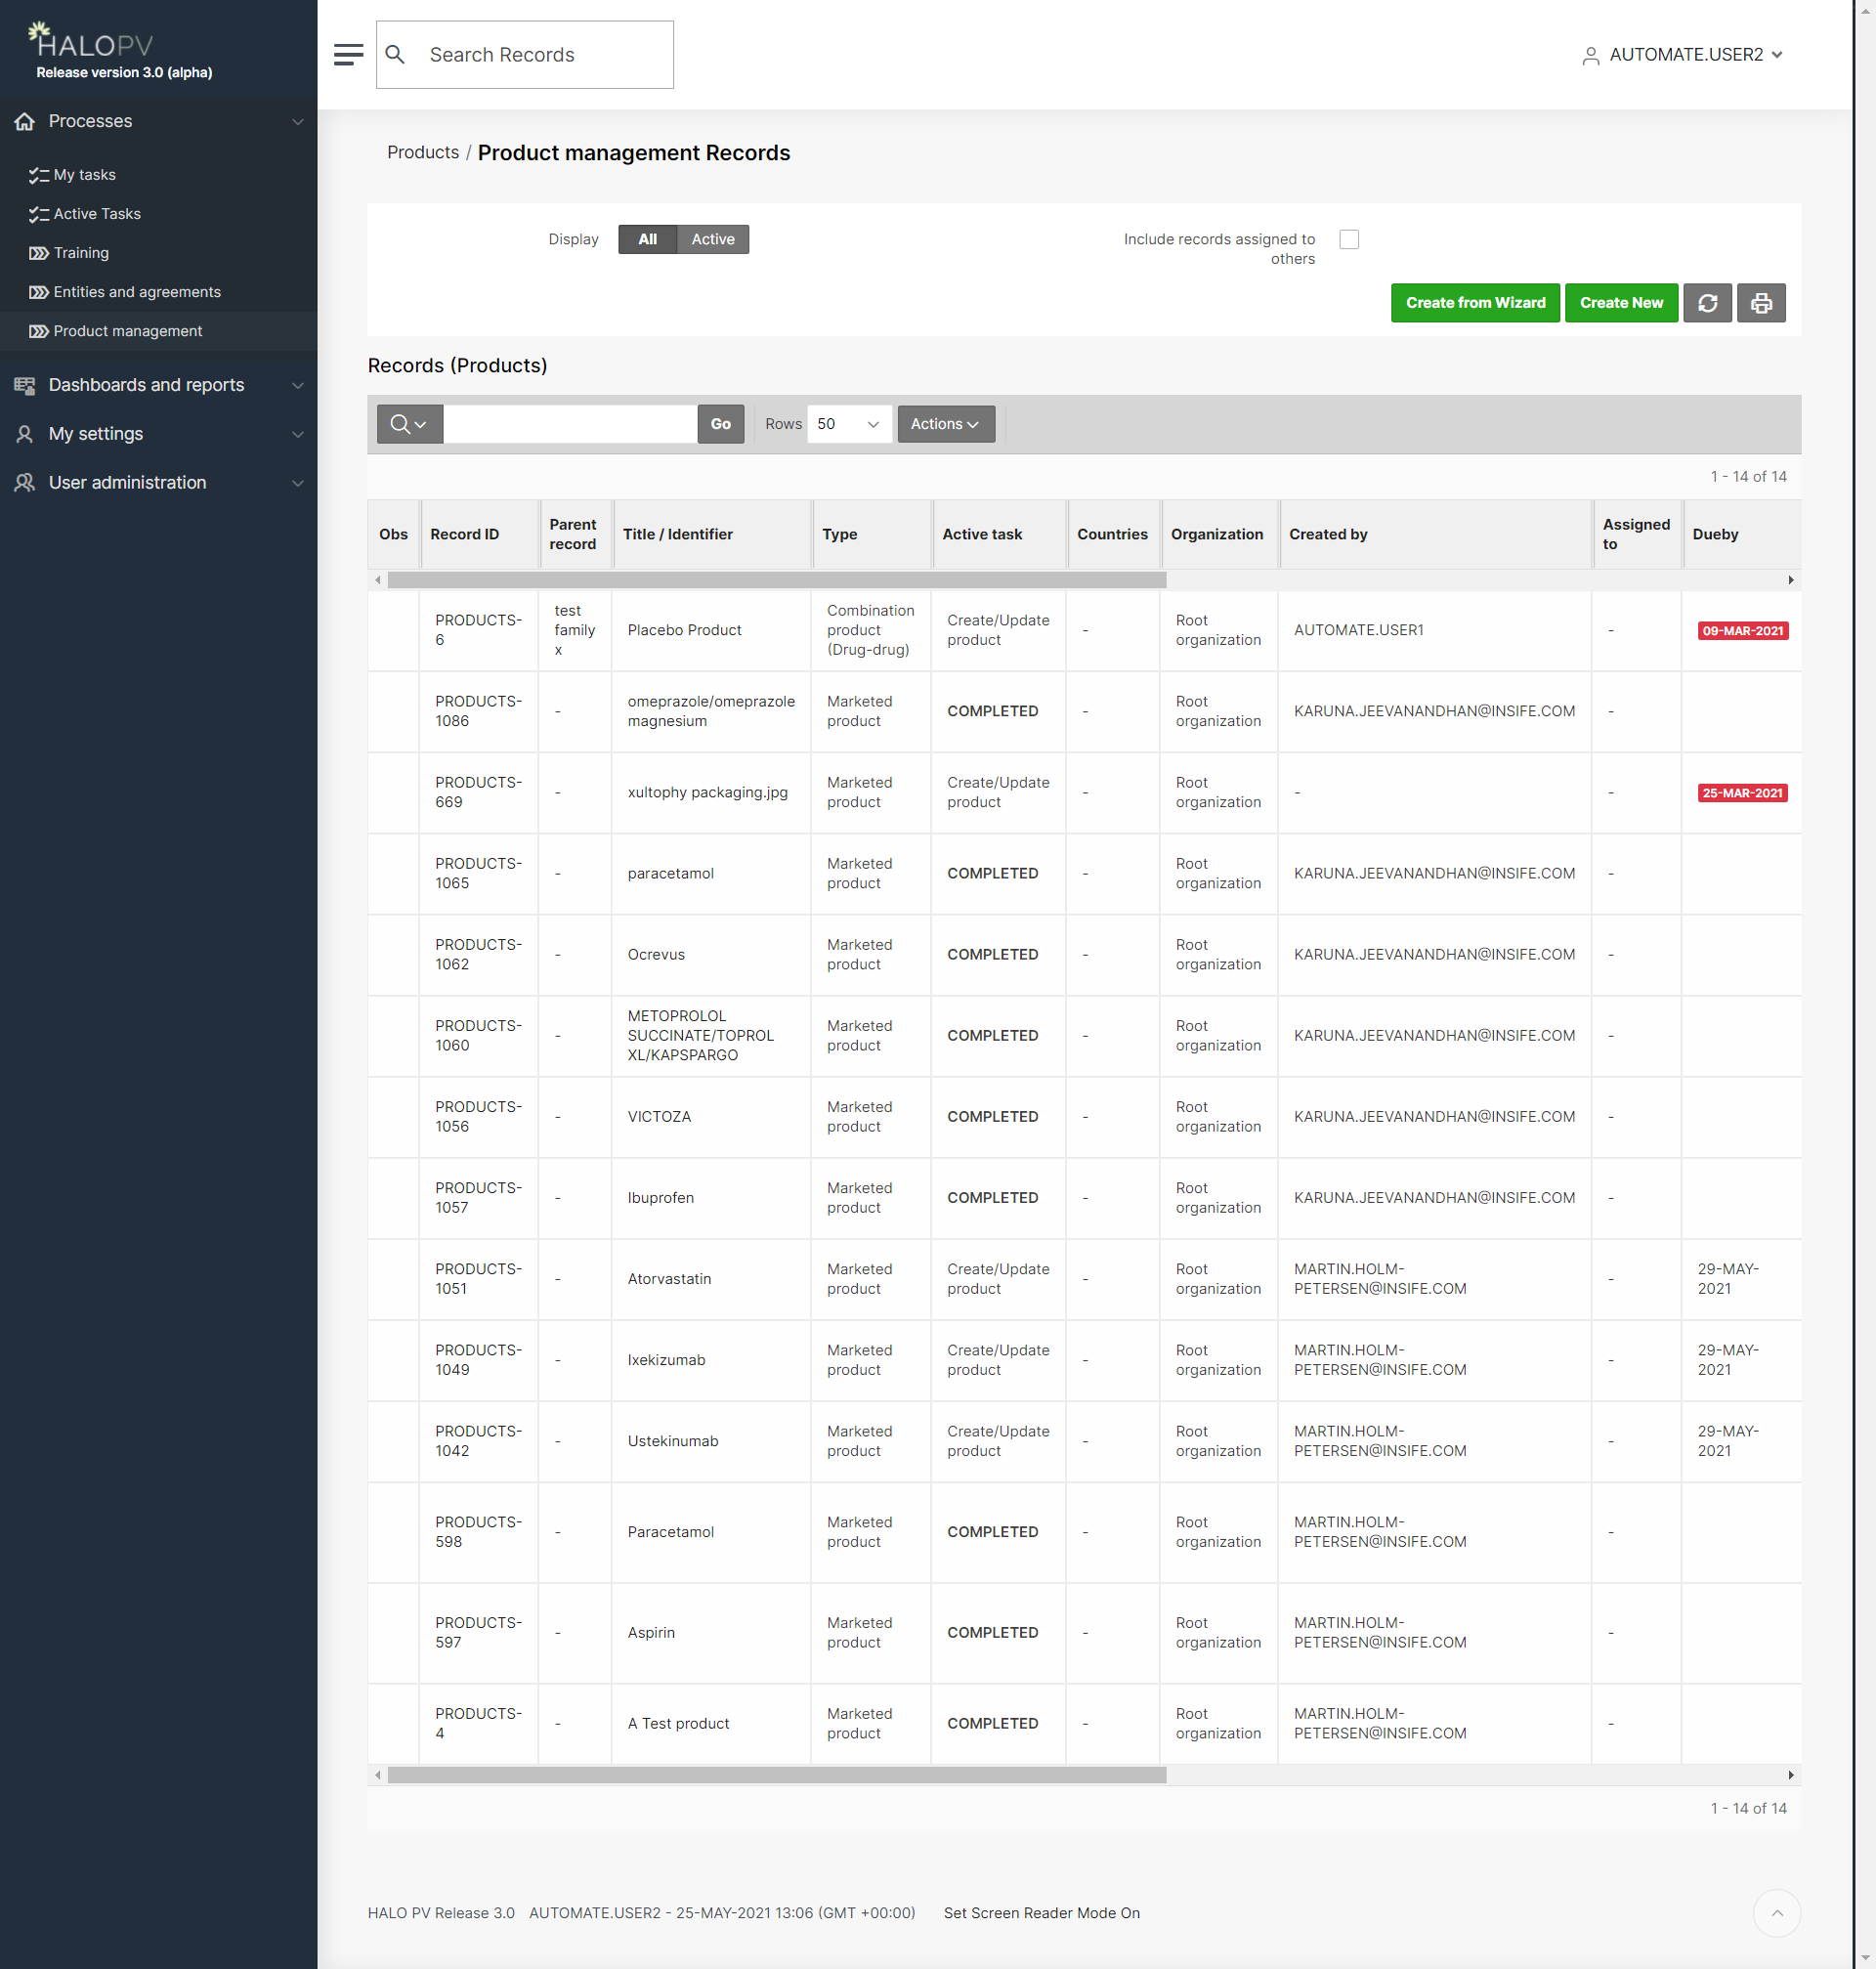 HALOPV
Release version 3.0 (alpha)
Search Records
AUTOMATE.USER2
Processes
My tasks
Active Tasks
Training
Entities and agreements
Product management
Dashboards and reports
My settings
User administration
Products / Product management Records
Display All Active
Include records assigned to
others
Create from Wizard Create New
Records (Products)
Go Rows 50 Actions
1 - 14 of 14
Obs Record ID Parent record Title / Identifier Type Active task Countries Organization Created by Assigned to Dueby
PRODUCTS-6 test family x Placebo Product Combination product (Drug-drug) Create/Update product - Root organization AUTOMATE.USER1 - 09-MAR-2021
PRODUCTS-1086 - omeprazole/omeprazole magnesium Marketed product COMPLETED - Root organization KARUNA.JEEVANANDHAN@INSIFE.COM -
PRODUCTS-669 - xultophy packaging.jpg Marketed product Create/Update product - Root organization - - 25-MAR-2021
PRODUCTS-1065 - paracetamol Marketed product COMPLETED - Root organization KARUNA.JEEVANANDHAN@INSIFE.COM -
PRODUCTS-1062 - Ocrevus Marketed product COMPLETED - Root organization KARUNA.JEEVANANDHAN@INSIFE.COM -
PRODUCTS-1060 - METOPROLOL SUCCINATE/TOPROL XL/KAPSPARGO Marketed product COMPLETED - Root organization KARUNA.JEEVANANDHAN@INSIFE.COM -
PRODUCTS-1056 - VICTOZA Marketed product COMPLETED - Root organization KARUNA.JEEVANANDHAN@INSIFE.COM -
PRODUCTS-1057 - Ibuprofen Marketed product COMPLETED - Root organization KARUNA.JEEVANANDHAN@INSIFE.COM -
PRODUCTS-1051 - Atorvastatin Marketed product Create/Update product - Root organization MARTIN.HOLM-PETERSEN@INSIFE.COM - 29-MAY-2021
PRODUCTS-1049 - Ixekizumab Marketed product Create/Update product - Root organization MARTIN.HOLM-PETERSEN@INSIFE.COM - 29-MAY-2021
PRODUCTS-1042 - Ustekinumab Marketed product Create/Update product - Root organization MARTIN.HOLM-PETERSEN@INSIFE.COM - 29-MAY-2021
PRODUCTS-598 - Paracetamol Marketed product COMPLETED - Root organization MARTIN.HOLM-PETERSEN@INSIFE.COM -
PRODUCTS-597 - Aspirin Marketed product COMPLETED - Root organization MARTIN.HOLM-PETERSEN@INSIFE.COM -
PRODUCTS-4 - A Test product Marketed product COMPLETED - Root organization MARTIN.HOLM-PETERSEN@INSIFE.COM -
1 - 14 of 14
HALO PV Release 3.0 AUTOMATE.USER2 - 25-MAY-2021 13:06 (GMT +00:00) Set Screen Reader Mode On